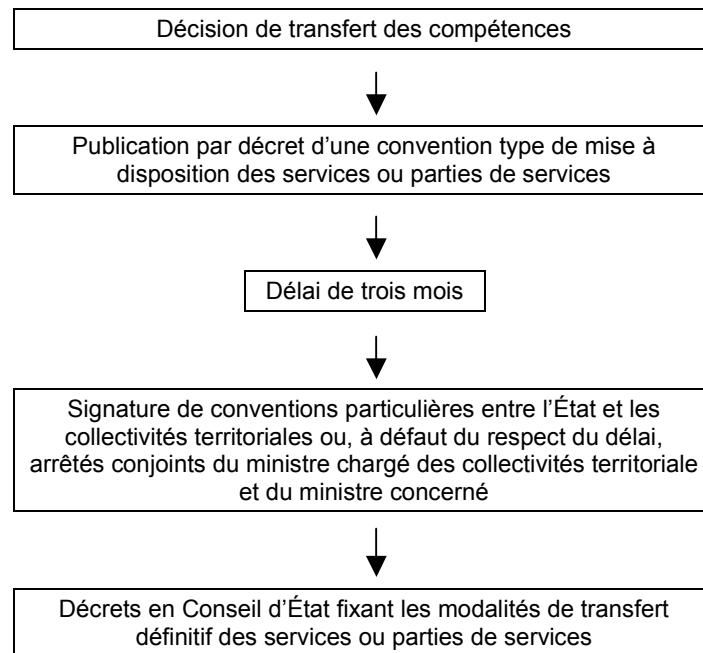 Décision de transfert des compétences
Publication par décret d’une convention type de mise à
disposition des services ou parties de services
Délai de trois mois
Signature de conventions particulières entre l’État et les
collectivités territoriales ou, à défaut du respect du délai,
arrêtés conjoints du ministre chargé des collectivités territoriale
et du ministre concerné
Décrets en Conseil d’État fixant les modalités de transfert
définitif des services ou parties de services